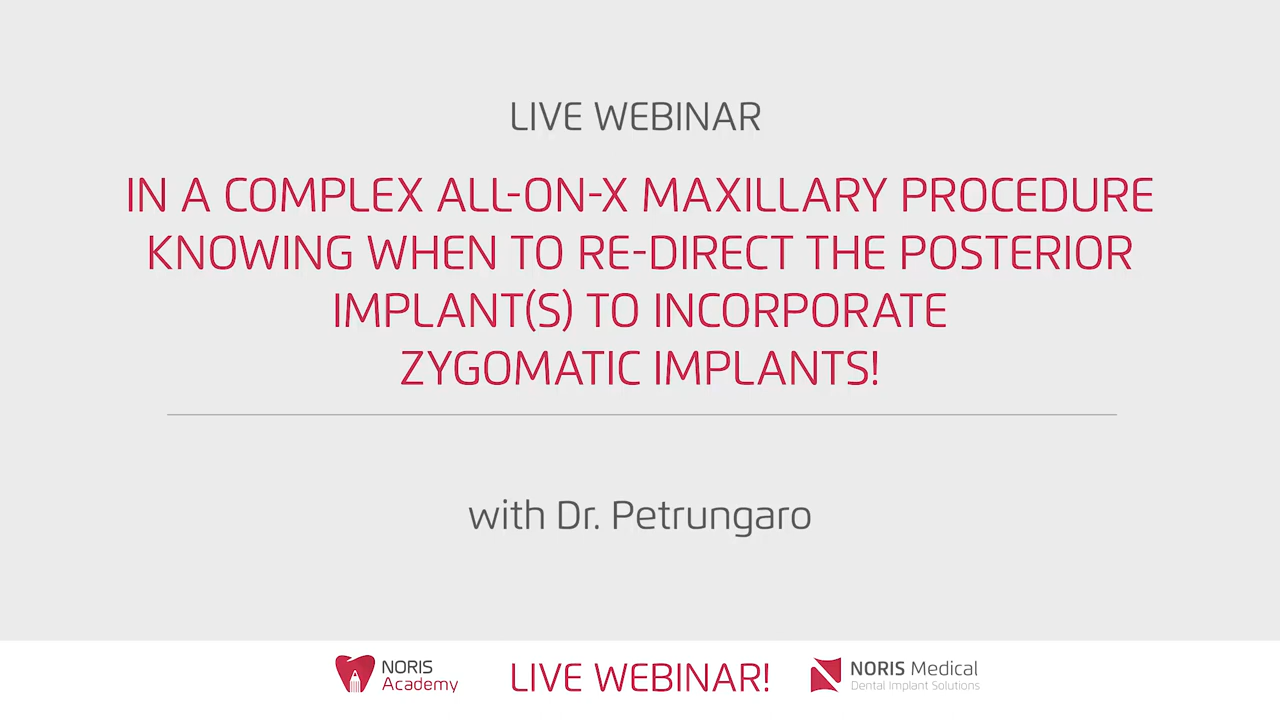 LIVE WEBINAR
IN A COMPLEX ALL-ON-X MAXILLARY PROCEDURE
KNOWING WHEN TO RE-DIRECT THE POSTERIOR
IMPLANT(S) TO INCORPORATE
ZYGOMATIC IMPLANTS!
with Dr. Petrungaro
NORIS
Academy
LIVE WEBINAR!
NORIS Medical
Dental Implant Solutions